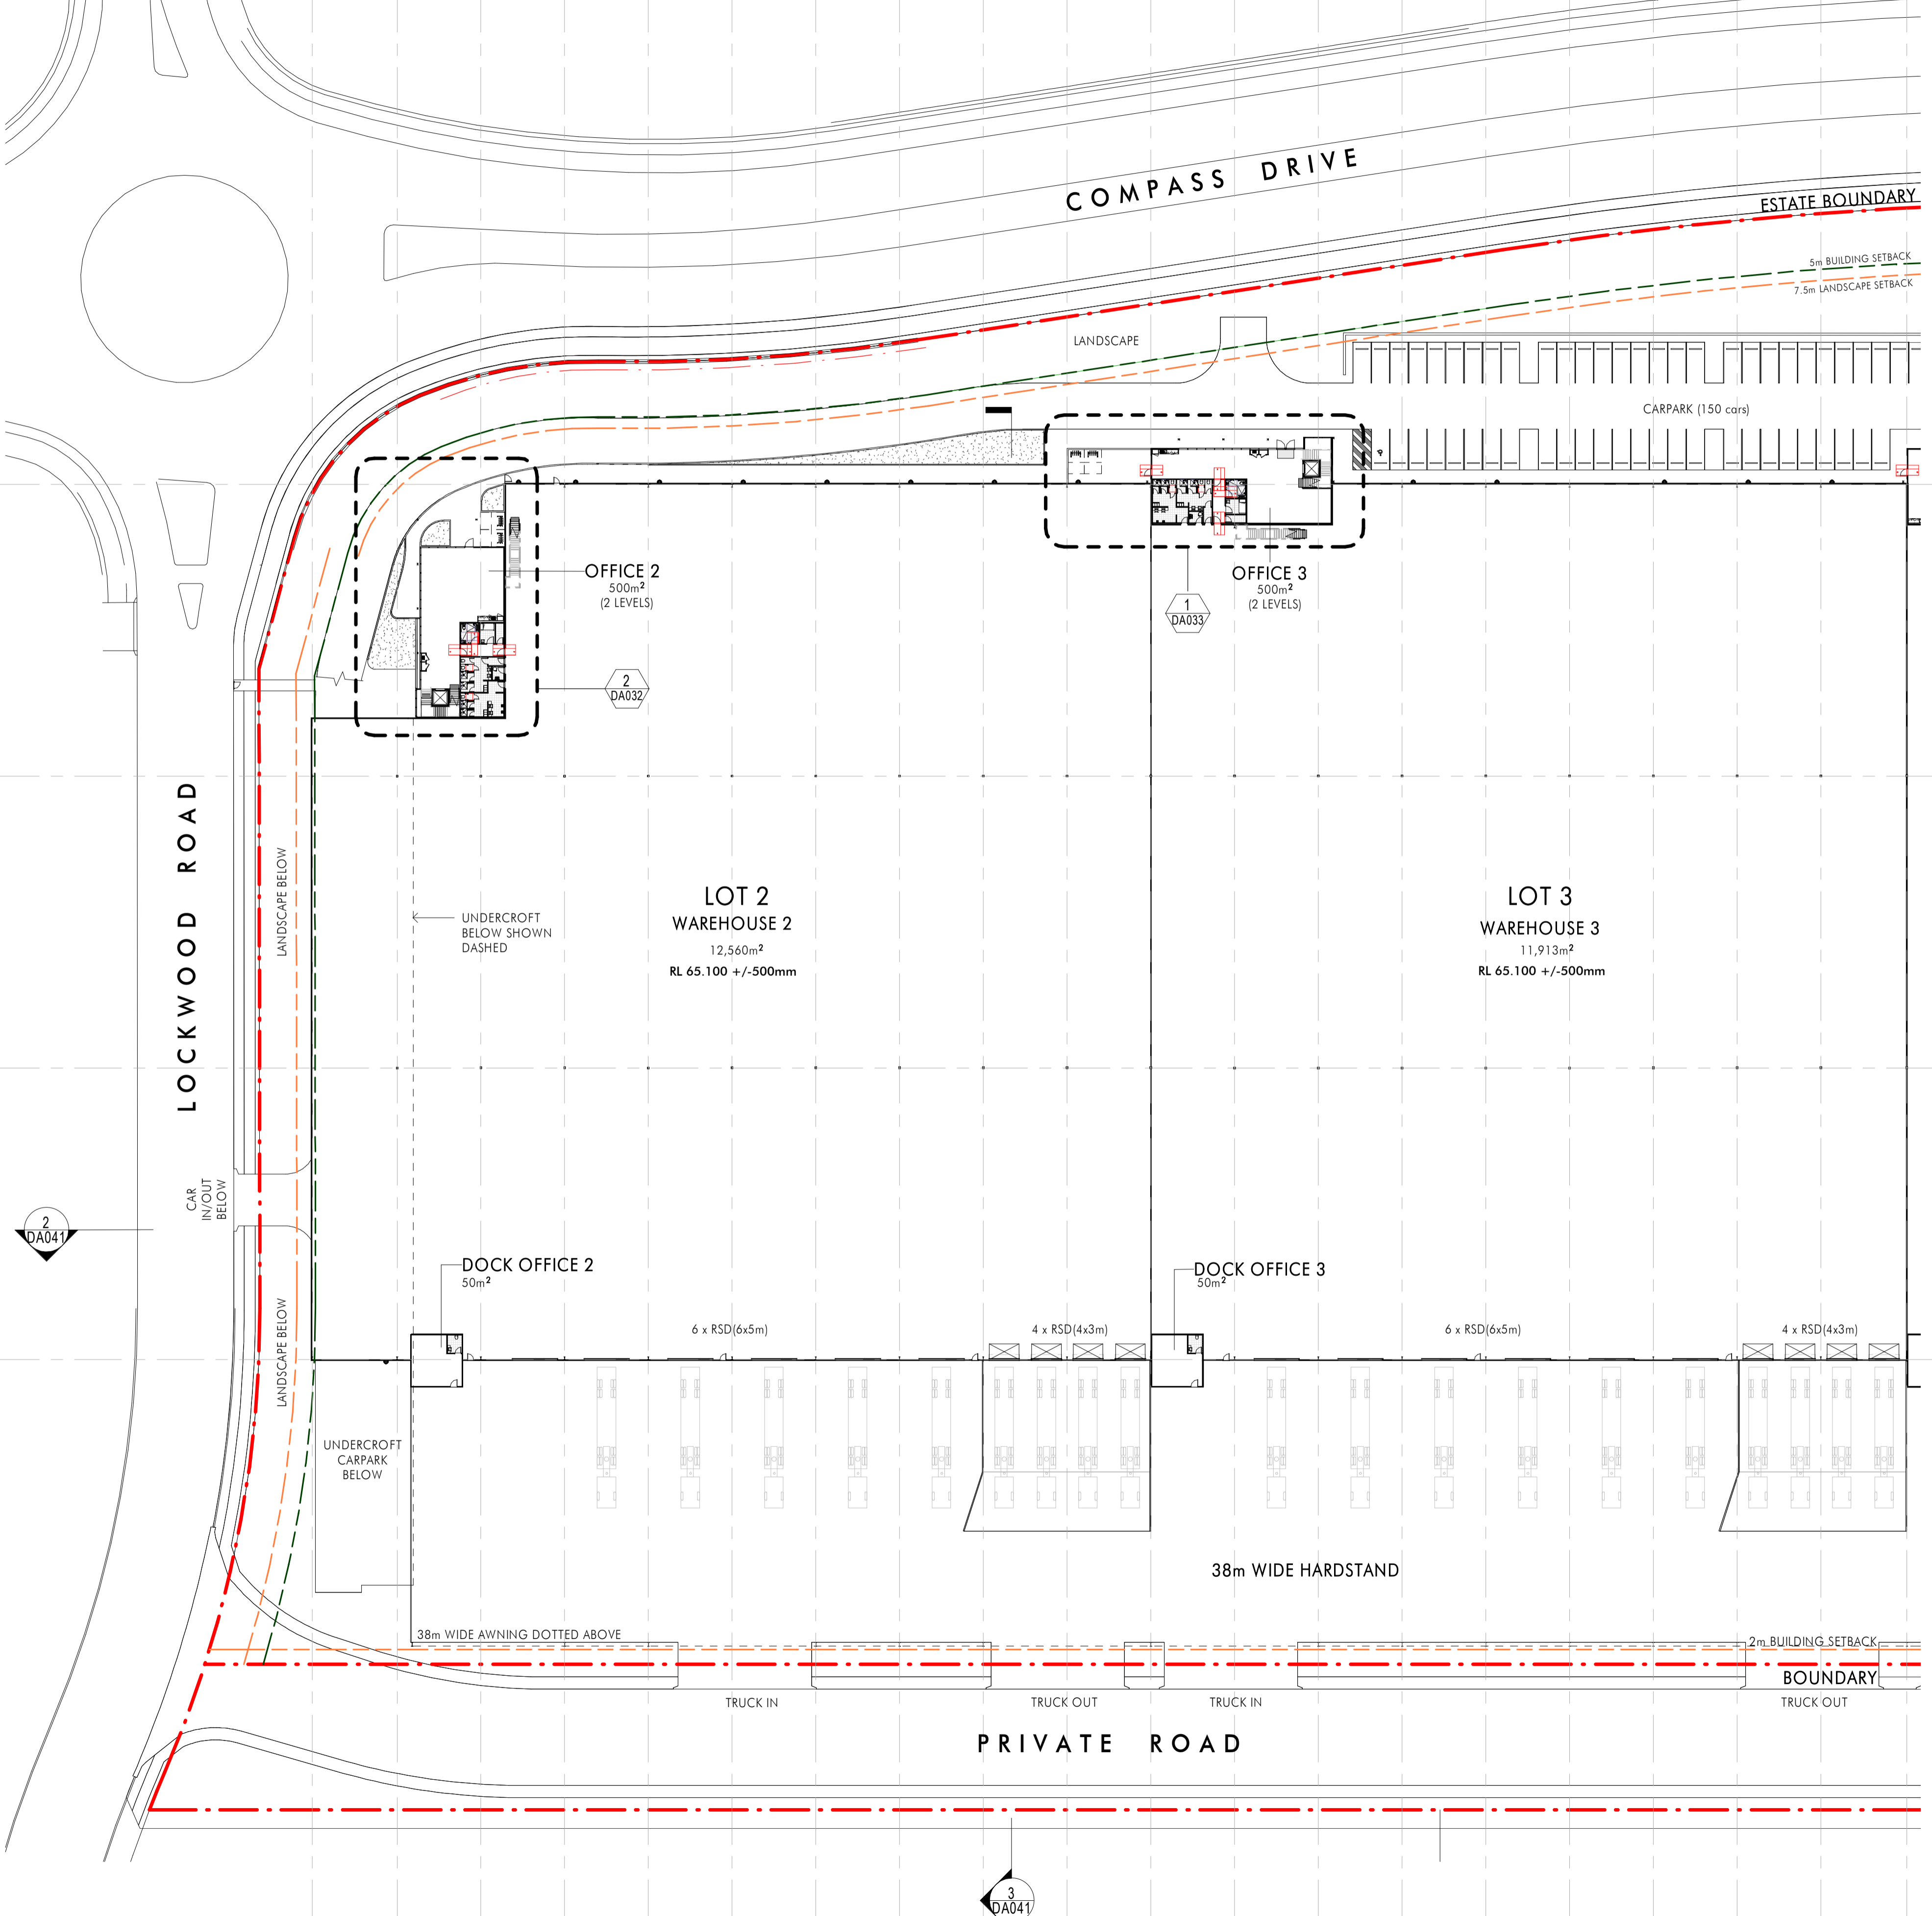 COMPASS DRIVE
ESTATE BOUNDARY
5m BUILDING SETBACK
7.5m LANDSCAPE SETBACK
LANDSCAPE
CARPARK (150 cars)
OFFICE 2
500m²
(2 LEVELS)
OFFICE 3
500m²
(2 LEVELS)
1
DA033
2
DA032
LOCKWOOD ROAD
LANDSCAPE BELOW
UNDERCROFT
BELOW SHOWN
DASHED
LOT 2
WAREHOUSE 2
12,560m²
RL 65.100 +/-500mm
LOT 3
WAREHOUSE 3
11,913m²
RL 65.100 +/-500mm
CAR
IN/OUT
BELOW
2
DA041
DOCK OFFICE 2
50m²
DOCK OFFICE 3
50m²
LANDSCAPE BELOW
6 x RSD(6x5m)
4 x RSD(4x3m)
6 x RSD(6x5m)
4 x RSD(4x3m)
UNDERCROFT
CARPARK
BELOW
38m WIDE HARDSTAND
38m WIDE AWNING DOTTED ABOVE
2m BUILDING SETBACK
BOUNDARY
TRUCK IN
TRUCK OUT
TRUCK IN
TRUCK OUT
PRIVATE ROAD
3
DA041